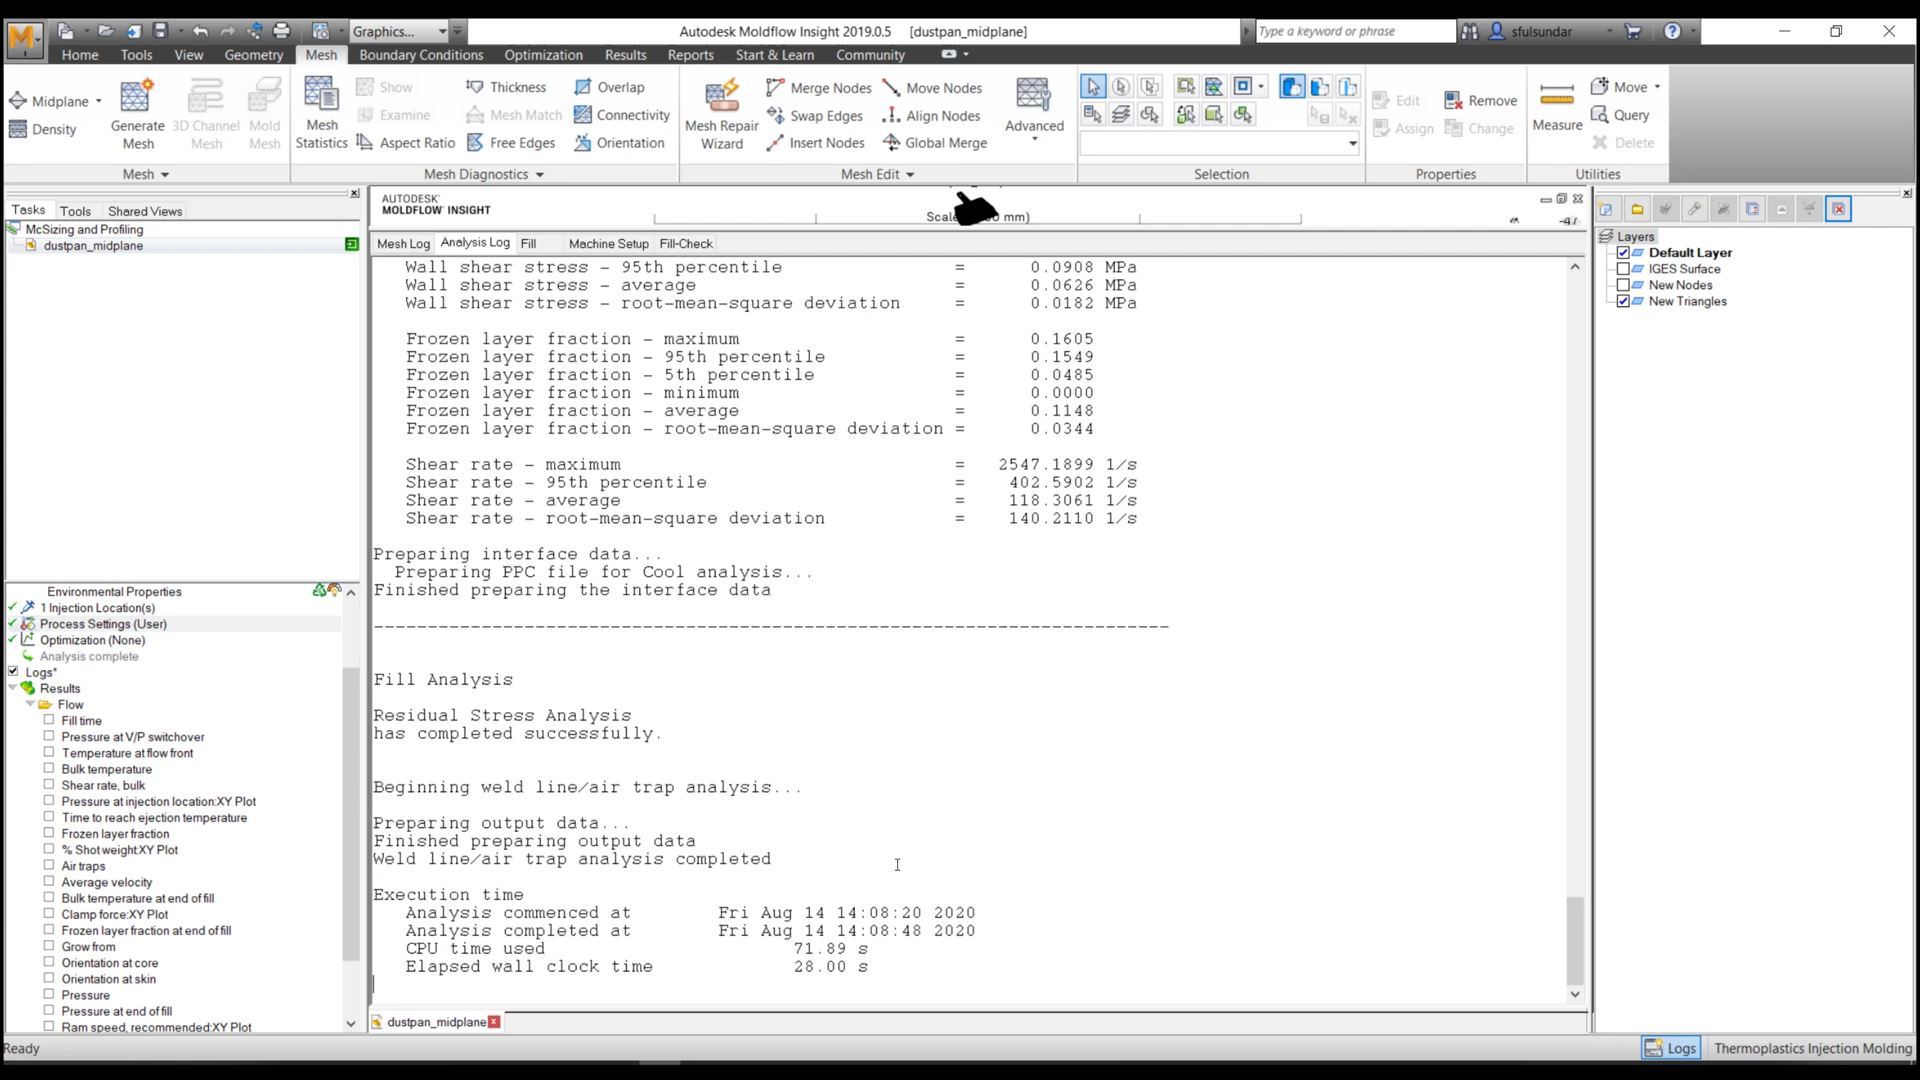 Graphics...
Autodesk Moldflow Insight 2019.0.5 [dustpan_midplane]
Type a keyword or phrase
sfulsundar
Home Tools View Geometry Mesh Boundary Conditions Optimization Results Reports Start & Learn Community
Midplane
Density
Generate Mesh
3D Channel Mesh
Mold Mesh
Mesh
Mesh Statistics
Show
Examine
Aspect Ratio
Thickness
Mesh Match
Free Edges
Overlap
Connectivity
Orientation
Mesh Diagnostics
Mesh Repair Wizard
Merge Nodes
Swap Edges
Insert Nodes
Move Nodes
Align Nodes
Global Merge
Advanced
Mesh Edit
Selection
Edit
Assign
Remove
Change
Properties
Measure
Move
Query
Delete
Utilities
Tasks Tools Shared Views
McSizing and Profiling
dustpan_midplane
Environmental Properties
1 Injection Location(s)
Process Settings (User)
Optimization (None)
Analysis complete
Logs*
Results
Flow
Fill time
Pressure at V/P switchover
Temperature at flow front
Bulk temperature
Shear rate, bulk
Pressure at injection location:XY Plot
Time to reach ejection temperature
Frozen layer fraction
% Shot weight:XY Plot
Air traps
Average velocity
Bulk temperature at end of fill
Clamp force:XY Plot
Frozen layer fraction at end of fill
Grow from
Orientation at core
Orientation at skin
Pressure
Pressure at end of fill
Ram speed, recommended:XY Plot
AUTODESK
MOLDFLOW INSIGHT
-47
Mesh Log Analysis Log Fill Machine Setup Fill-Check
Wall shear stress - 95th percentile = 0.0908 MPa
Wall shear stress - average = 0.0626 MPa
Wall shear stress - root-mean-square deviation = 0.0182 MPa
Frozen layer fraction - maximum = 0.1605
Frozen layer fraction - 95th percentile = 0.1549
Frozen layer fraction - 5th percentile = 0.0485
Frozen layer fraction - minimum = 0.0000
Frozen layer fraction - average = 0.1148
Frozen layer fraction - root-mean-square deviation = 0.0344
Shear rate - maximum = 2547.1899 1/s
Shear rate - 95th percentile = 402.5902 1/s
Shear rate - average = 118.3061 1/s
Shear rate - root-mean-square deviation = 140.2110 1/s
Preparing interface data...
Preparing PPC file for Cool analysis...
Finished preparing the interface data
--------------------------------------------------------------------------
Fill Analysis
Residual Stress Analysis
has completed successfully.
Beginning weld line/air trap analysis...
Preparing output data...
Finished preparing output data
Weld line/air trap analysis completed
Execution time
Analysis commenced at Fri Aug 14 14:08:20 2020
Analysis completed at Fri Aug 14 14:08:48 2020
CPU time used 71.89 s
Elapsed wall clock time 28.00 s
dustpan_midplane
Layers
Default Layer
IGES Surface
New Nodes
New Triangles
Ready
Logs
Thermoplastics Injection Molding